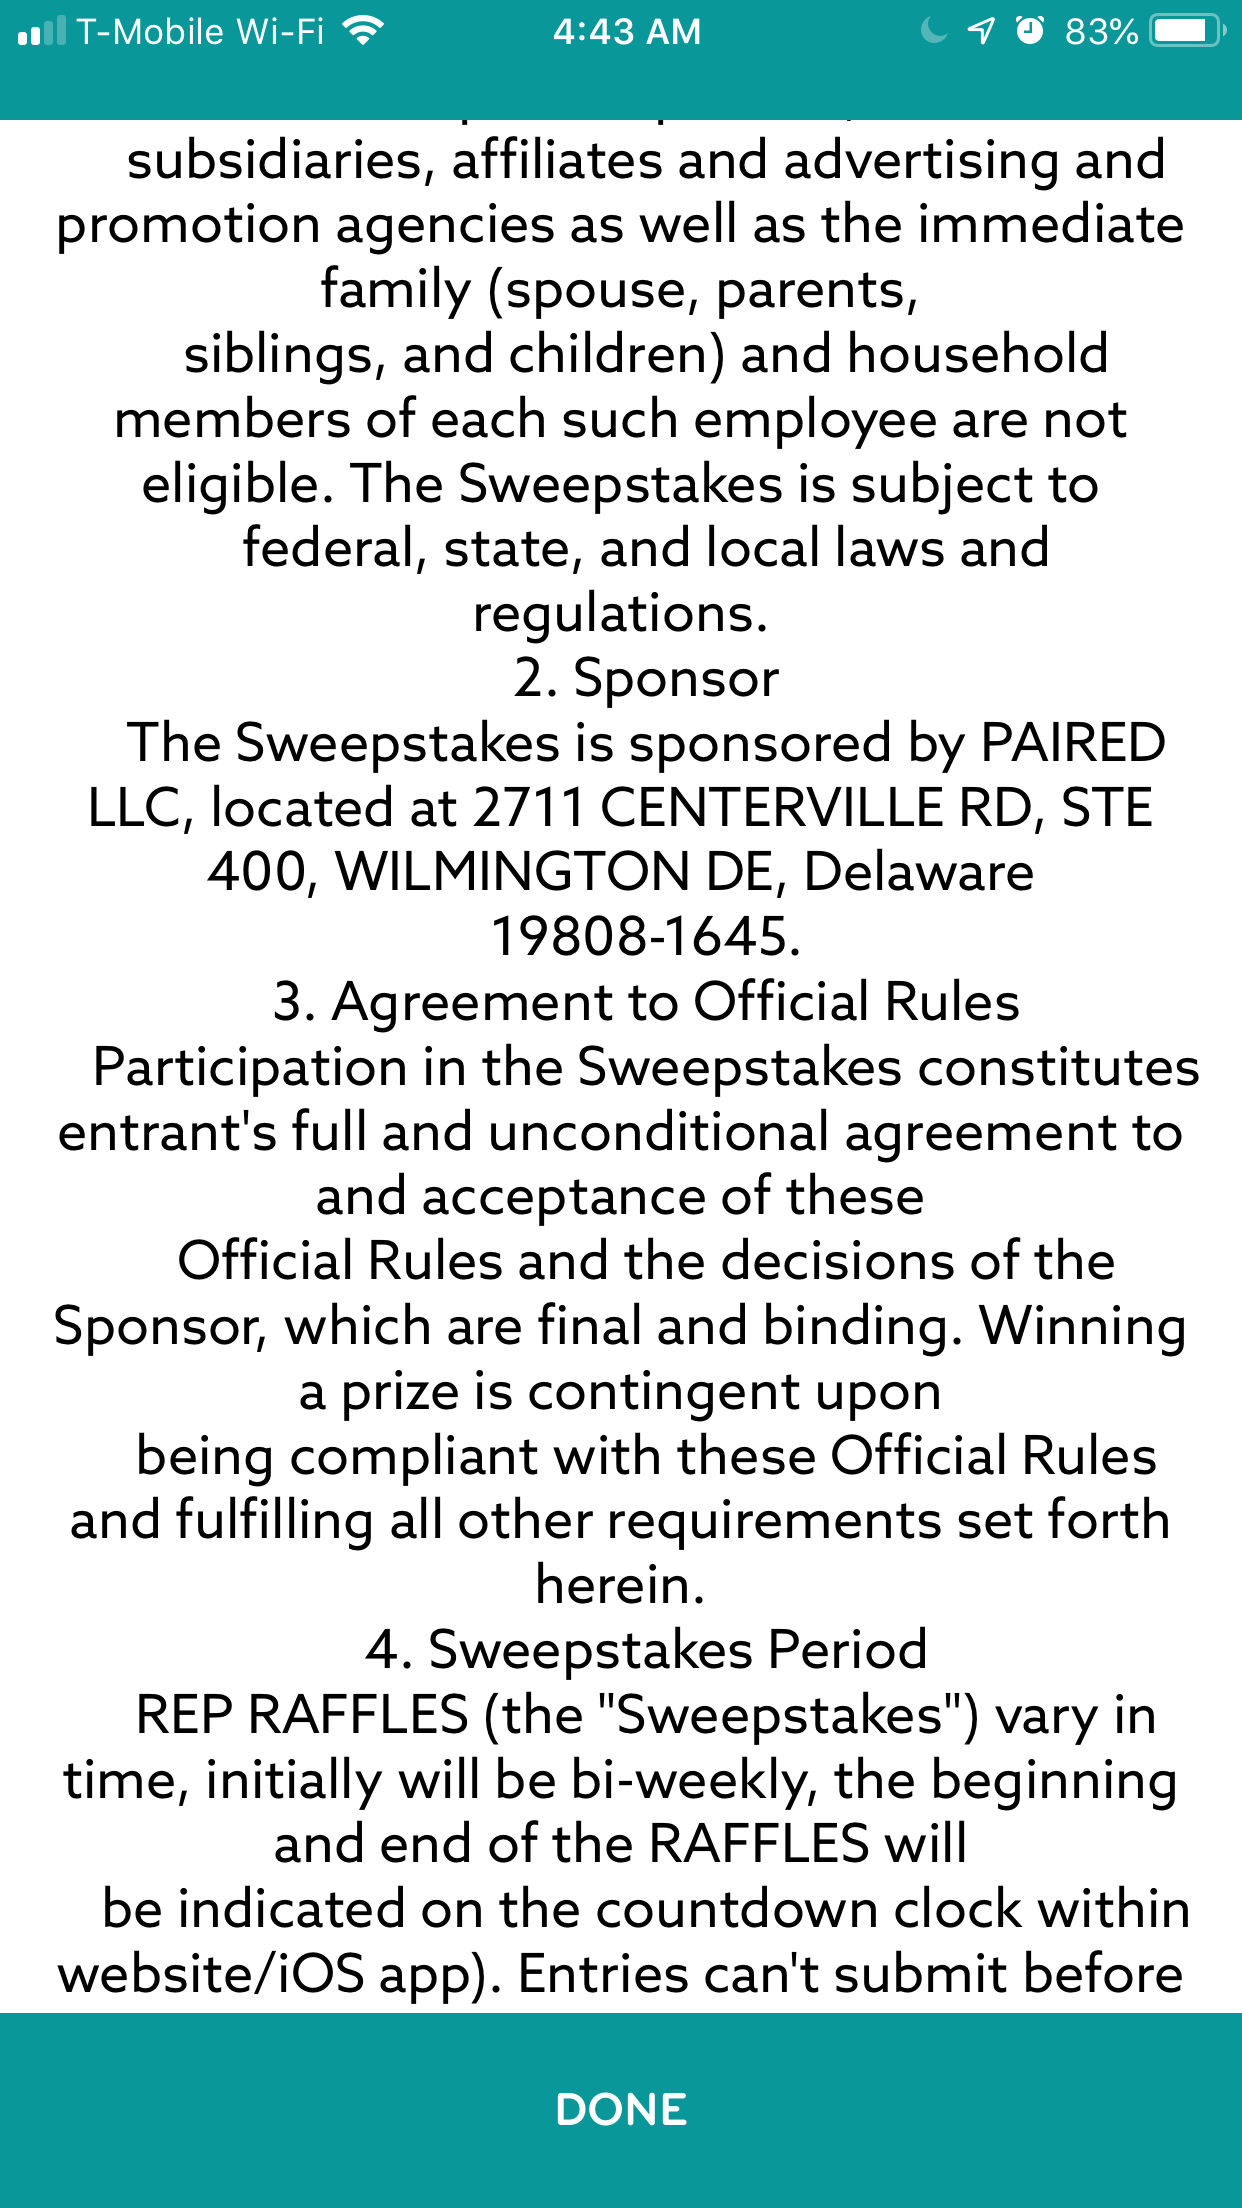 T-Mobile Wi-Fi 4:43 AM 83%
subsidiaries, affiliates and advertising and
promotion agencies as well as the immediate
family (spouse, parents,
siblings, and children) and household
members of each such employee are not
eligible. The Sweepstakes is subject to
federal, state, and local laws and
regulations.
2. Sponsor
The Sweepstakes is sponsored by PAIRED
LLC, located at 2711 CENTERVILLE RD, STE
400, WILMINGTON DE, Delaware
19808-1645.
3. Agreement to Official Rules
Participation in the Sweepstakes constitutes
entrant's full and unconditional agreement to
and acceptance of these
Official Rules and the decisions of the
Sponsor, which are final and binding. Winning
a prize is contingent upon
being compliant with these Official Rules
and fulfilling all other requirements set forth
herein.
4. Sweepstakes Period
REP RAFFLES (the "Sweepstakes") vary in
time, initially will be bi-weekly, the beginning
and end of the RAFFLES will
be indicated on the countdown clock within
website/iOS app). Entries can't submit before
DONE